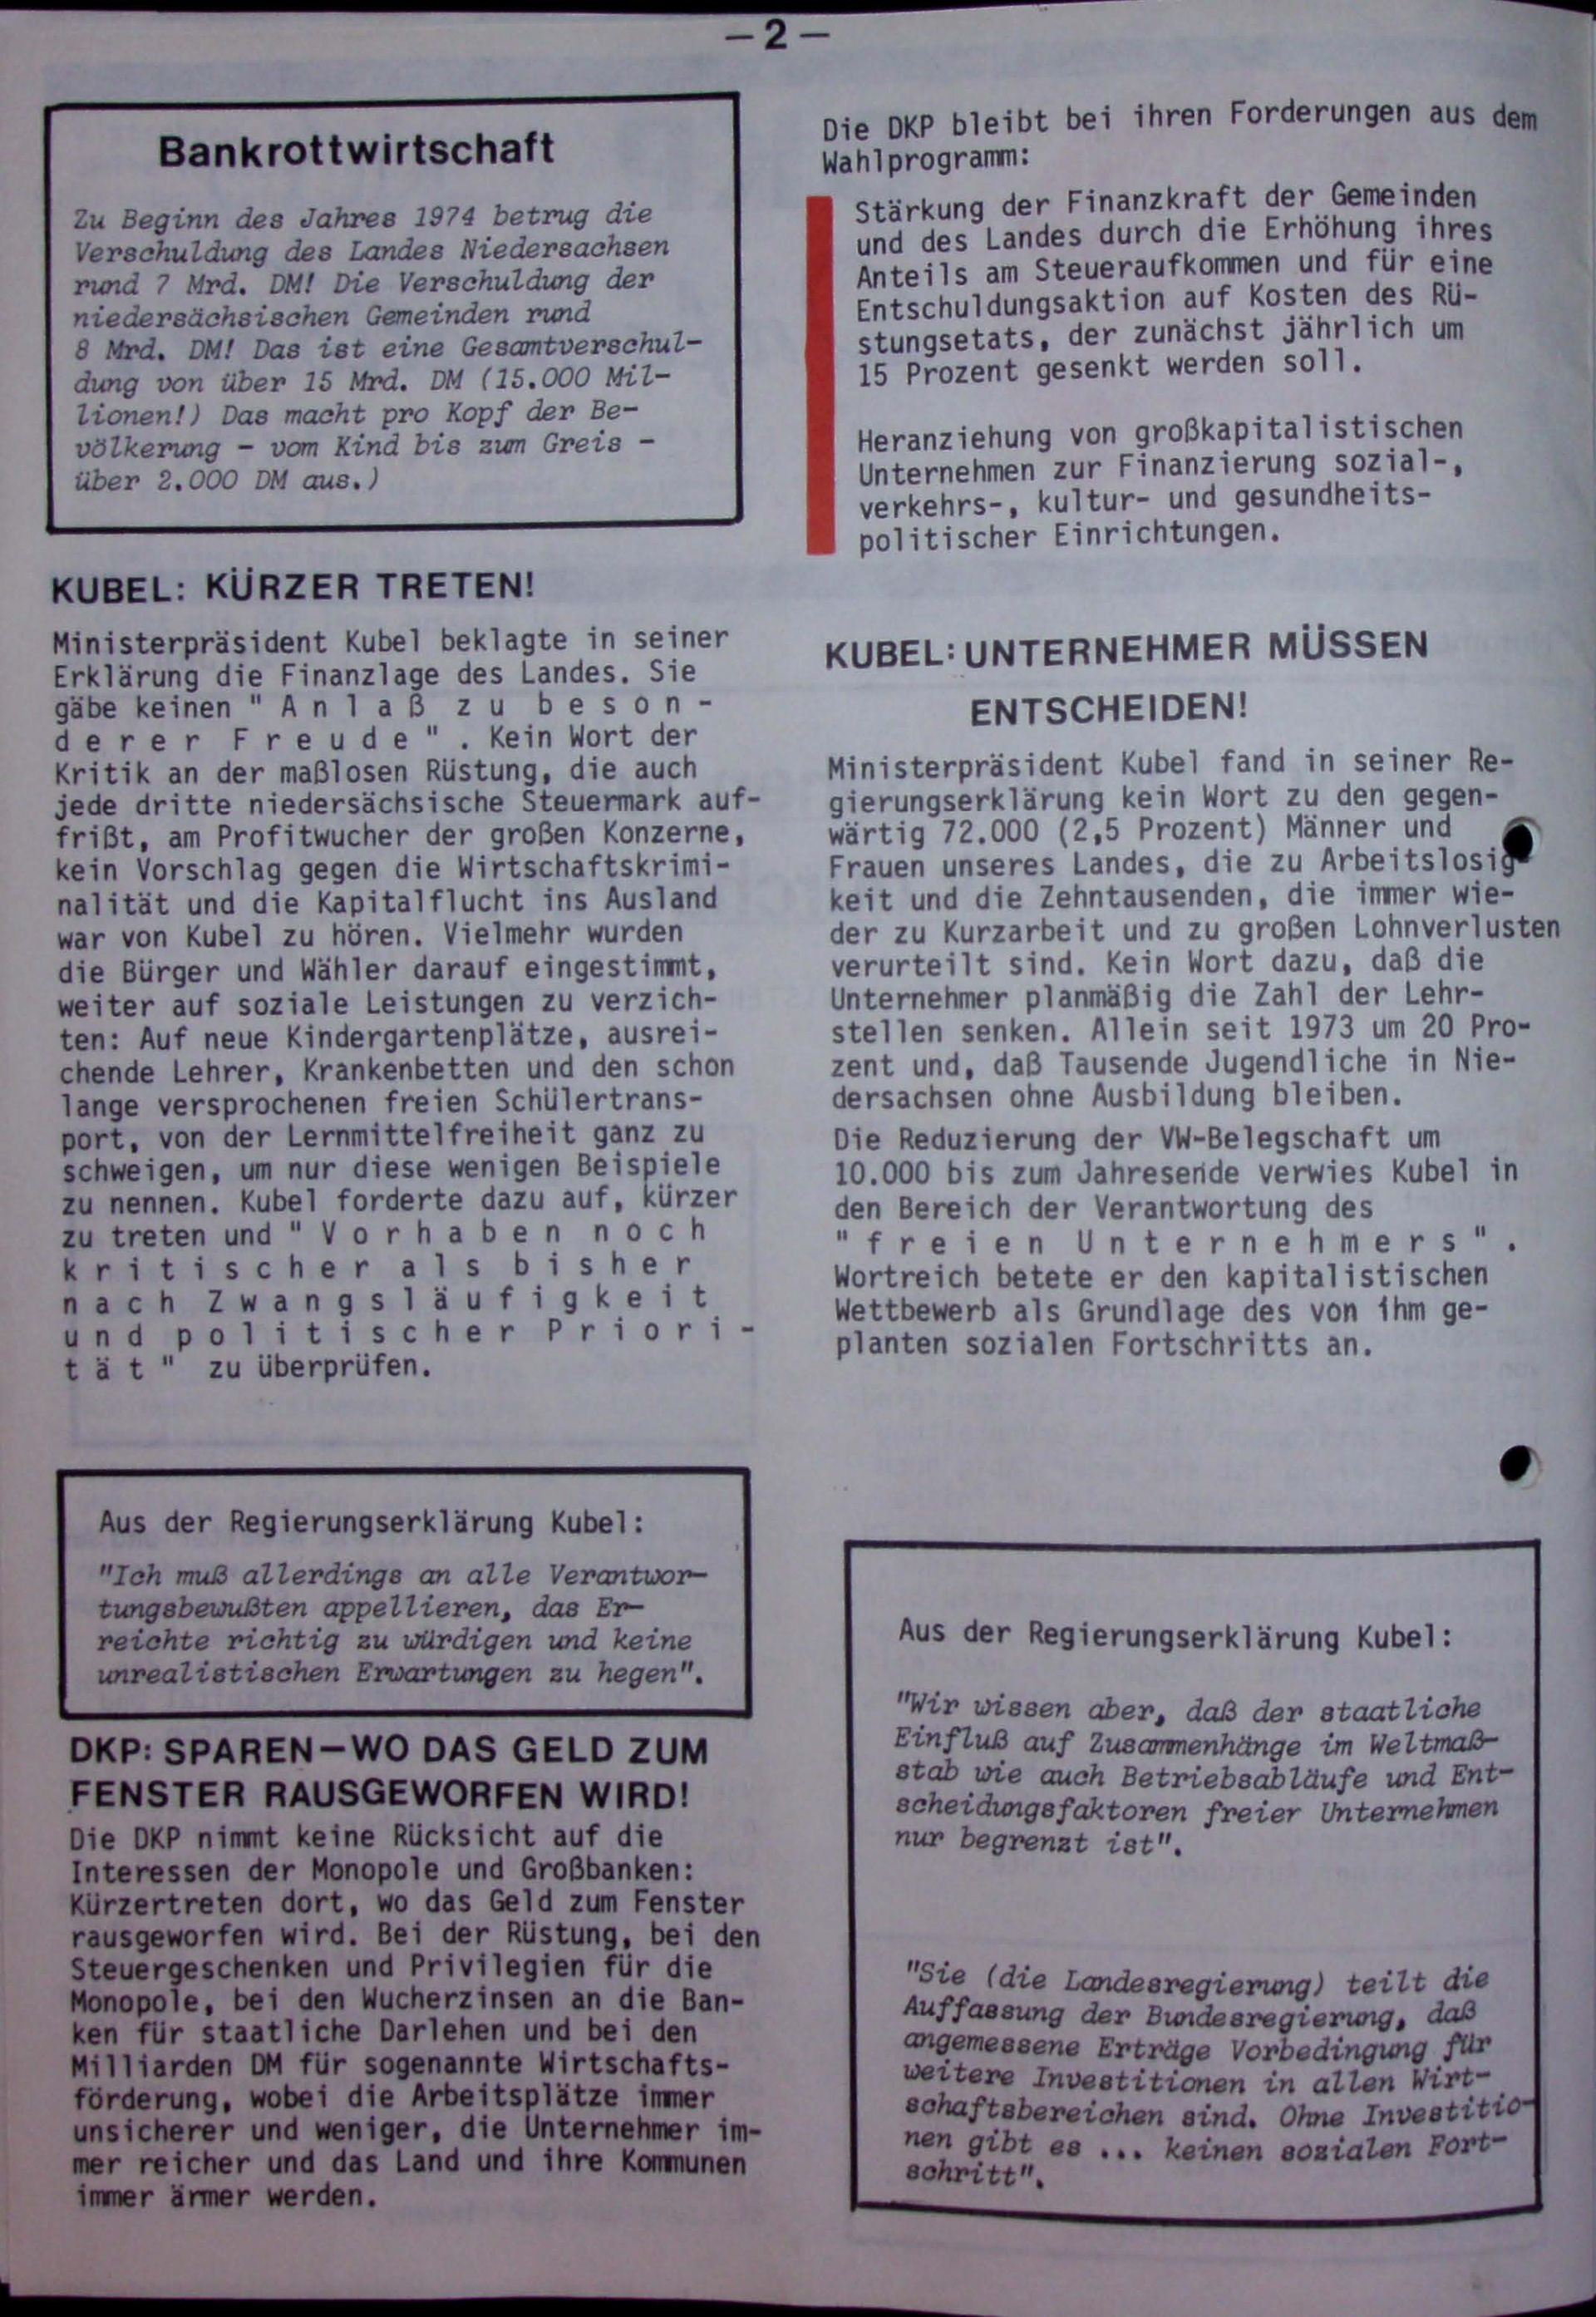 -2-
Bankrottwirtschaft
Zu Beginn des Jahres 1974 betrug die
Verschuldung des Landes Niedersachsen
rund 7 Mrd. DM! Die Verschuldung der
niedersächsischen Gemeinden rund
8 Mrd. DM! Das ist eine Gesamtverschul-
dung von über 15 Mrd. DM (15.000 Mil-
lionen!) Das macht pro Kopf der Be-
völkerung - vom Kind bis zum Greis -
über 2.000 DM aus.)
KUBEL: KÜRZER TRETEN!
Ministerpräsident Kubel beklagte in seiner
Erklärung die Finanzlage des Landes. Sie
gäbe keinen " A n l a ß   z u   b e s o n -
d e r e r   F r e u d e " . Kein Wort der
Kritik an der maßlosen Rüstung, die auch
jede dritte niedersächsische Steuermark auf-
frißt, am Profitwucher der großen Konzerne,
kein Vorschlag gegen die Wirtschaftskrimi-
nalität und die Kapitalflucht ins Ausland
war von Kubel zu hören. Vielmehr wurden
die Bürger und Wähler darauf eingestimmt,
weiter auf soziale Leistungen zu verzich-
ten: Auf neue Kindergartenplätze, ausrei-
chende Lehrer, Krankenbetten und den schon
lange versprochenen freien Schülertrans-
port, von der Lernmittelfreiheit ganz zu
schweigen, um nur diese wenigen Beispiele
zu nennen. Kubel forderte dazu auf, kürzer
zu treten und " V o r h a b e n   n o c h
k r i t i s c h e r   a l s   b i s h e r
n a c h   Z w a n g s l ä u f i g k e i t
u n d   p o l i t i s c h e r   P r i o r i -
t ä t "   zu überprüfen.
Aus der Regierungserklärung Kubel:
"Ich muß allerdings an alle Verantwor-
tungsbewußten appellieren, das Er-
reichte richtig zu würdigen und keine
unrealistischen Erwartungen zu hegen".
DKP: SPAREN-WO DAS GELD ZUM
FENSTER RAUSGEWORFEN WIRD!
Die DKP nimmt keine Rücksicht auf die
Interessen der Monopole und Großbanken:
Kürzertreten dort, wo das Geld zum Fenster
rausgeworfen wird. Bei der Rüstung, bei den
Steuergeschenken und Privilegien für die
Monopole, bei den Wucherzinsen an die Ban-
ken für staatliche Darlehen und bei den
Milliarden DM für sogenannte Wirtschafts-
förderung, wobei die Arbeitsplätze immer
unsicherer und weniger, die Unternehmer im-
mer reicher und das Land und ihre Kommunen
immer ärmer werden.
Die DKP bleibt bei ihren Forderungen aus dem
Wahlprogramm:
Stärkung der Finanzkraft der Gemeinden
und des Landes durch die Erhöhung ihres
Anteils am Steueraufkommen und für eine
Entschuldungsaktion auf Kosten des Rü-
stungsetats, der zunächst jährlich um
15 Prozent gesenkt werden soll.
Heranziehung von großkapitalistischen
Unternehmen zur Finanzierung sozial-,
verkehrs-, kultur- und gesundheits-
politischer Einrichtungen.
KUBEL: UNTERNEHMER MÜSSEN
ENTSCHEIDEN!
Ministerpräsident Kubel fand in seiner Re-
gierungserklärung kein Wort zu den gegen-
wärtig 72.000 (2,5 Prozent) Männer und
Frauen unseres Landes, die zu Arbeitslosig-
keit und die Zehntausenden, die immer wie-
der zu Kurzarbeit und zu großen Lohnverlusten
verurteilt sind. Kein Wort dazu, daß die
Unternehmer planmäßig die Zahl der Lehr-
stellen senken. Allein seit 1973 um 20 Pro-
zent und, daß Tausende Jugendliche in Nie-
dersachsen ohne Ausbildung bleiben.
Die Reduzierung der VW-Belegschaft um
10.000 bis zum Jahresende verwies Kubel in
den Bereich der Verantwortung des
" f r e i e n   U n t e r n e h m e r s " .
Wortreich betete er den kapitalistischen
Wettbewerb als Grundlage des von ihm ge-
planten sozialen Fortschritts an.
Aus der Regierungserklärung Kubel:
"Wir wissen aber, daß der staatliche
Einfluß auf Zusammenhänge im Weltmaß-
stab wie auch Betriebsabläufe und Ent-
scheidungsfaktoren freier Unternehmen
nur begrenzt ist".
"Sie (die Landesregierung) teilt die
Auffassung der Bundesregierung, daß
angemessene Erträge Vorbedingung für
weitere Investitionen in allen Wirt-
schaftsbereichen sind. Ohne Investitio-
nen gibt es ... keinen sozialen Fort-
schritt".